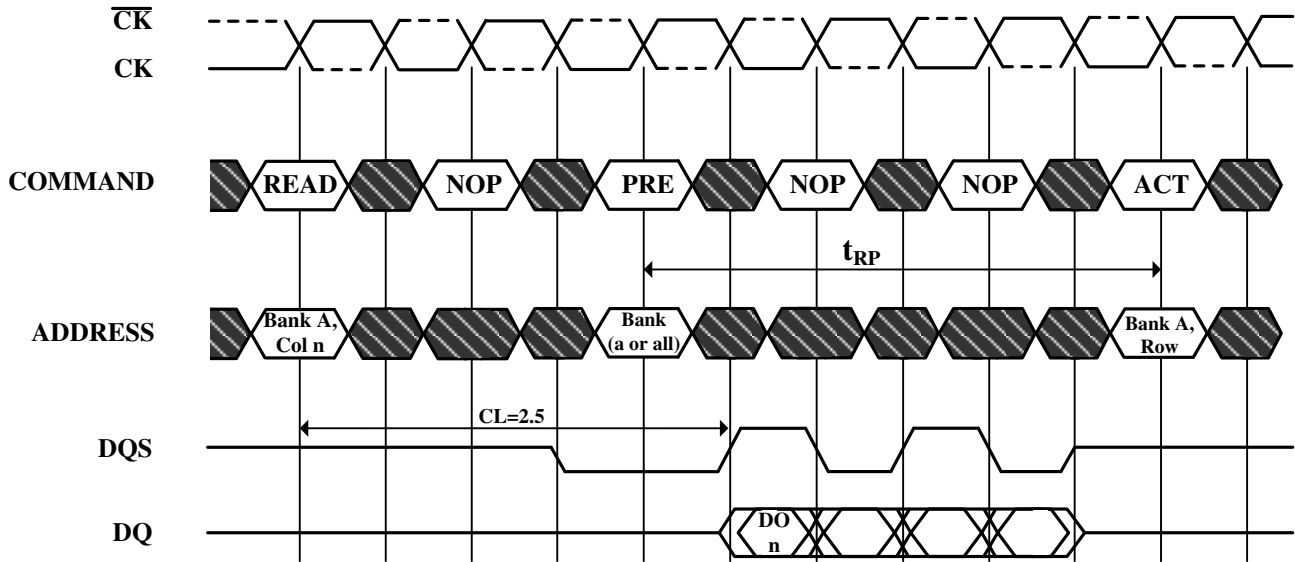 CK
CK
COMMAND
READ NOP PRE NOP NOP ACT
tRP
ADDRESS
Bank A, Col n
Bank (a or all)
Bank A, Row
CL=2.5
DQS
DQ
DO n